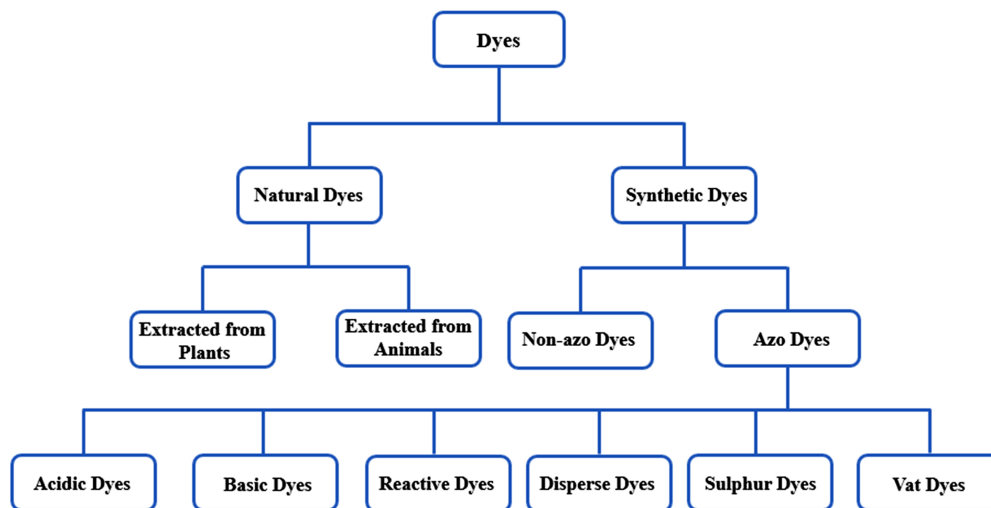 Dyes
Natural Dyes
Synthetic Dyes
Extracted from
Plants
Extracted from
Animals
Non-azo Dyes
Azo Dyes
Acidic Dyes
Basic Dyes
Reactive Dyes
Disperse Dyes
Sulphur Dyes
Vat Dyes